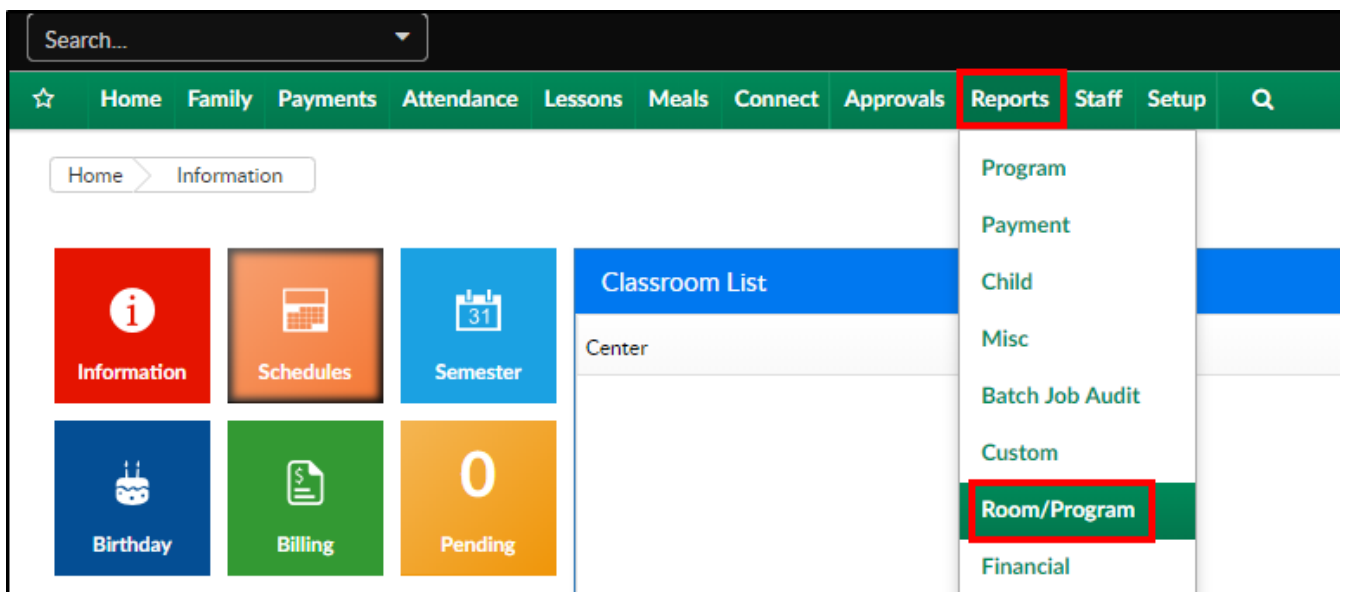 Search...
Home Family Payments Attendance Lessons Meals Connect Approvals Reports Staff Setup
Home Information
Program
Payment
Child
Misc
Batch Job Audit
Custom
Room/Program
Financial
i
Information
Schedules
31
Semester
Birthday
$
Billing
0
Pending
Classroom List
Center